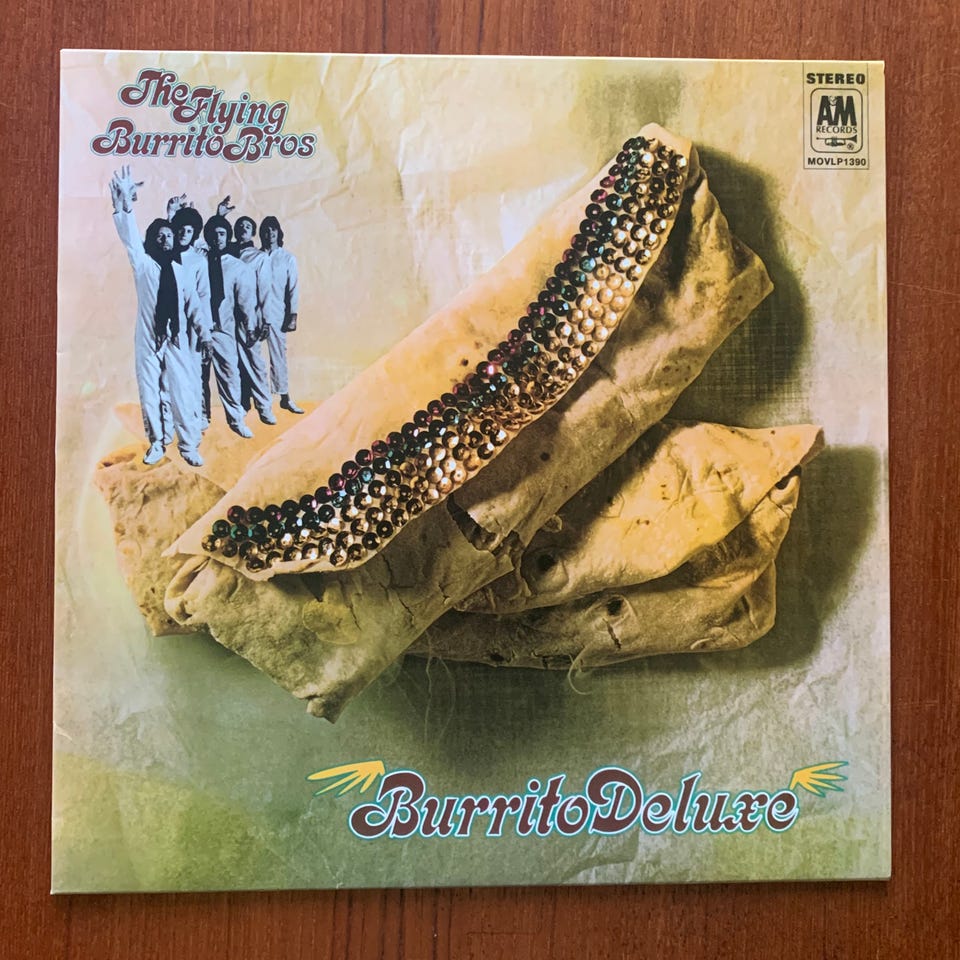 The Flying
Burrito Bros
STEREO
A&M
RECORDS
®
MOVLP1390
Burrito Deluxe